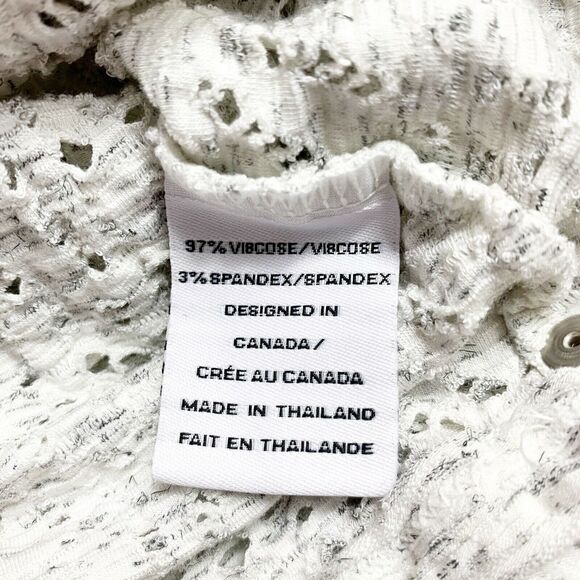 97% VISCOSE/VISCOSE
3% SPANDEX/SPANDEX
DESIGNED IN
CANADA/
CRÉE AU CANADA
MADE IN THAILAND
FAIT EN THAILANDE